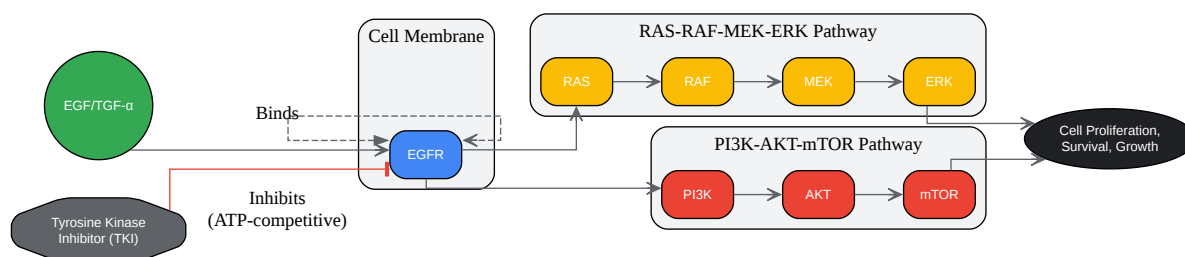 Cell Membrane
RAS-RAF-MEK-ERK Pathway
RAS
RAF
MEK
ERK
EGF/TGF-α
Binds
EGFR
Cell Proliferation,
Survival, Growth
PI3K-AKT-mTOR Pathway
PI3K
AKT
mTOR
Inhibits
(ATP-competitive)
Tyrosine Kinase
Inhibitor (TKI)